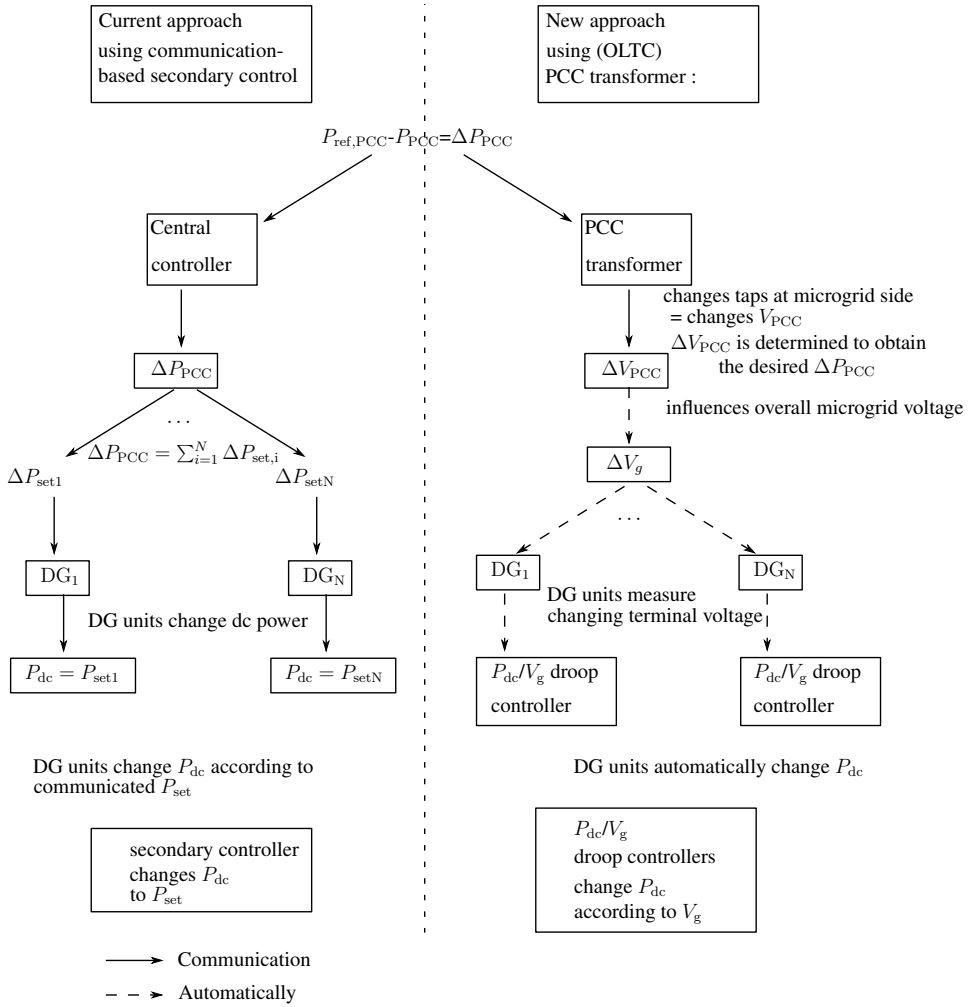 Current approach
using communication-
based secondary control
New approach
using (OLTC)
PCC transformer :
P_ref,PCC-P_PCC=ΔP_PCC
Central
controller
PCC
transformer
changes taps at microgrid side
= changes V_PCC
ΔV_PCC is determined to obtain
the desired ΔP_PCC
ΔP_PCC
ΔV_PCC
influences overall microgrid voltage
...
ΔP_PCC = ∑_{i=1}^{N} ΔP_set,i
ΔP_set1
ΔP_setN
ΔV_g
...
DG_1
DG_N
DG units change dc power
P_dc = P_set1
P_dc = P_setN
DG_1
DG_N
DG units measure
changing terminal voltage
P_dc/V_g droop
controller
P_dc/V_g droop
controller
DG units change P_dc according to
communicated P_set
DG units automatically change P_dc
secondary controller
changes P_dc
to P_set
P_dc/V_g
droop controllers
change P_dc
according to V_g
Communication
Automatically